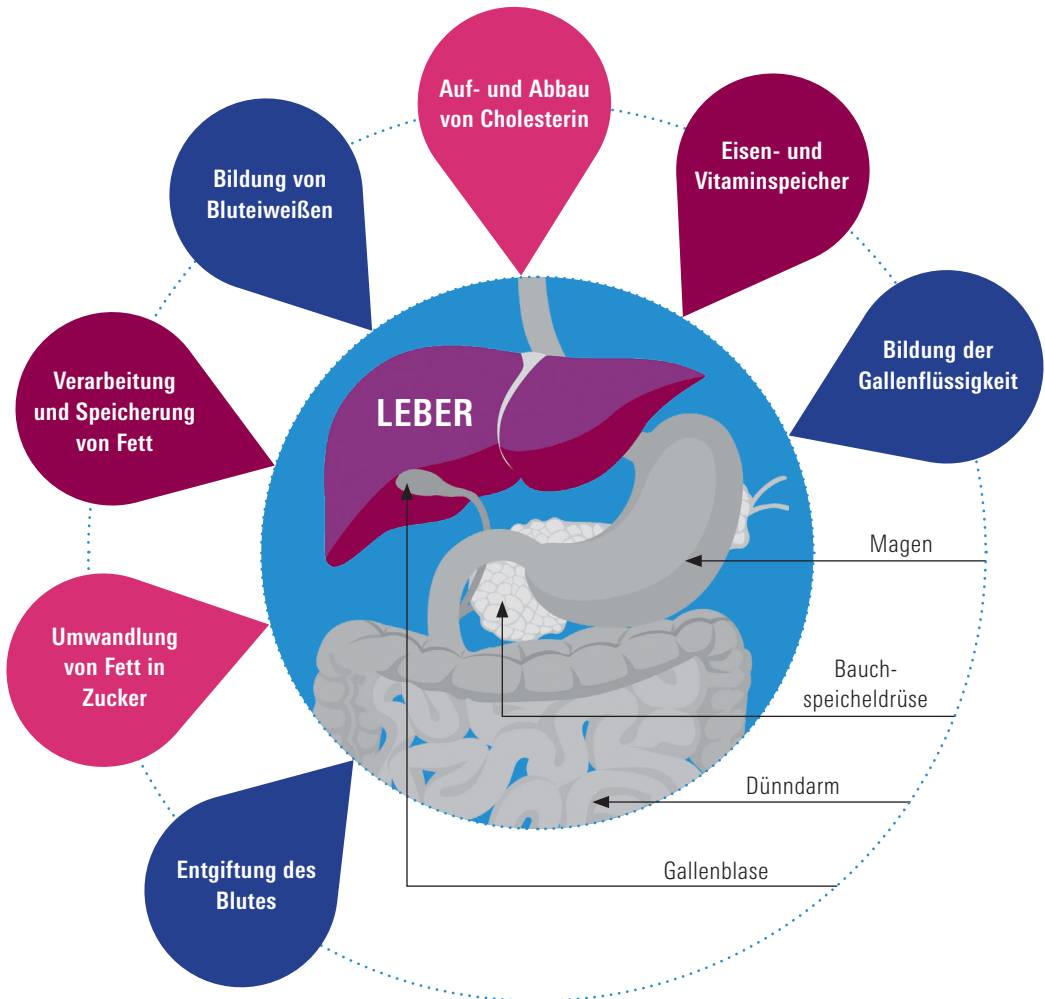 Auf- und Abbau
von Cholesterin
Eisen- und
Vitaminspeicher
Bildung von
Bluteiweißen
Bildung der
Gallenflüssigkeit
Verarbeitung
und Speicherung
von Fett
LEBER
Magen
Umwandlung
von Fett in
Zucker
Bauch-
speicheldrüse
Dünndarm
Entgiftung des
Blutes
Gallenblase